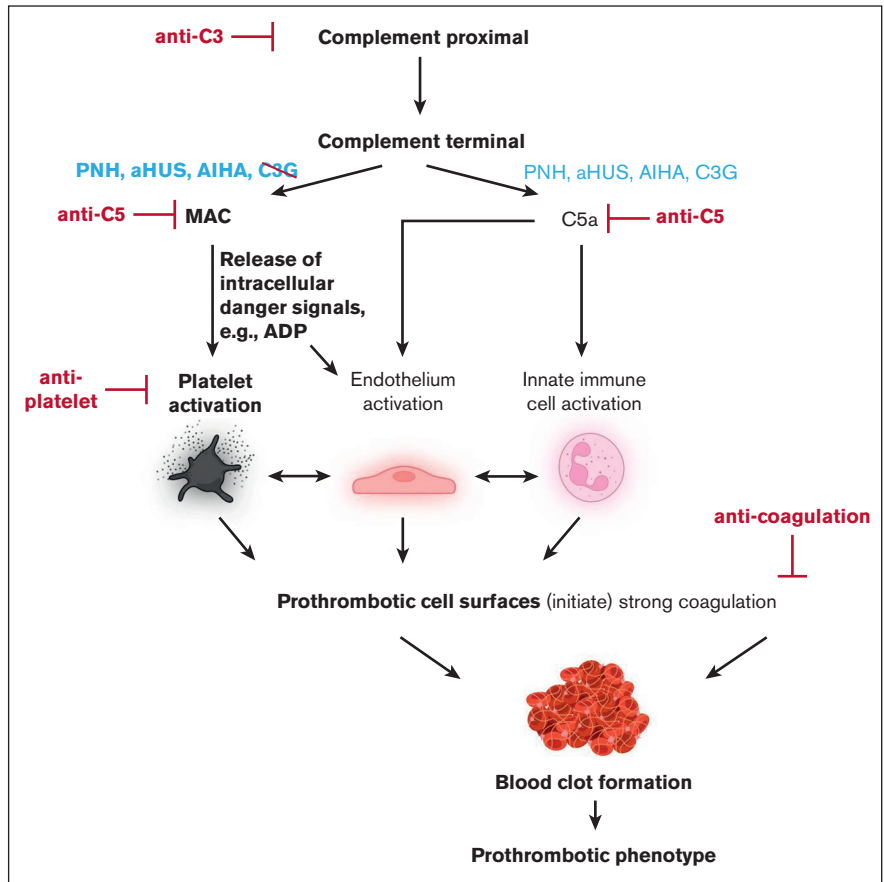 anti-C3
Complement proximal
Complement terminal
PNH, aHUS, AIHA, C3G
PNH, aHUS, AIHA, C3G
anti-C5
MAC
C5a
anti-C5
Release of
intracellular
danger signals,
e.g., ADP
anti-
platelet
Platelet
activation
Endothelium
activation
Innate immune
cell activation
anti-coagulation
Prothrombotic cell surfaces (initiate) strong coagulation
Blood clot formation
Prothrombotic phenotype